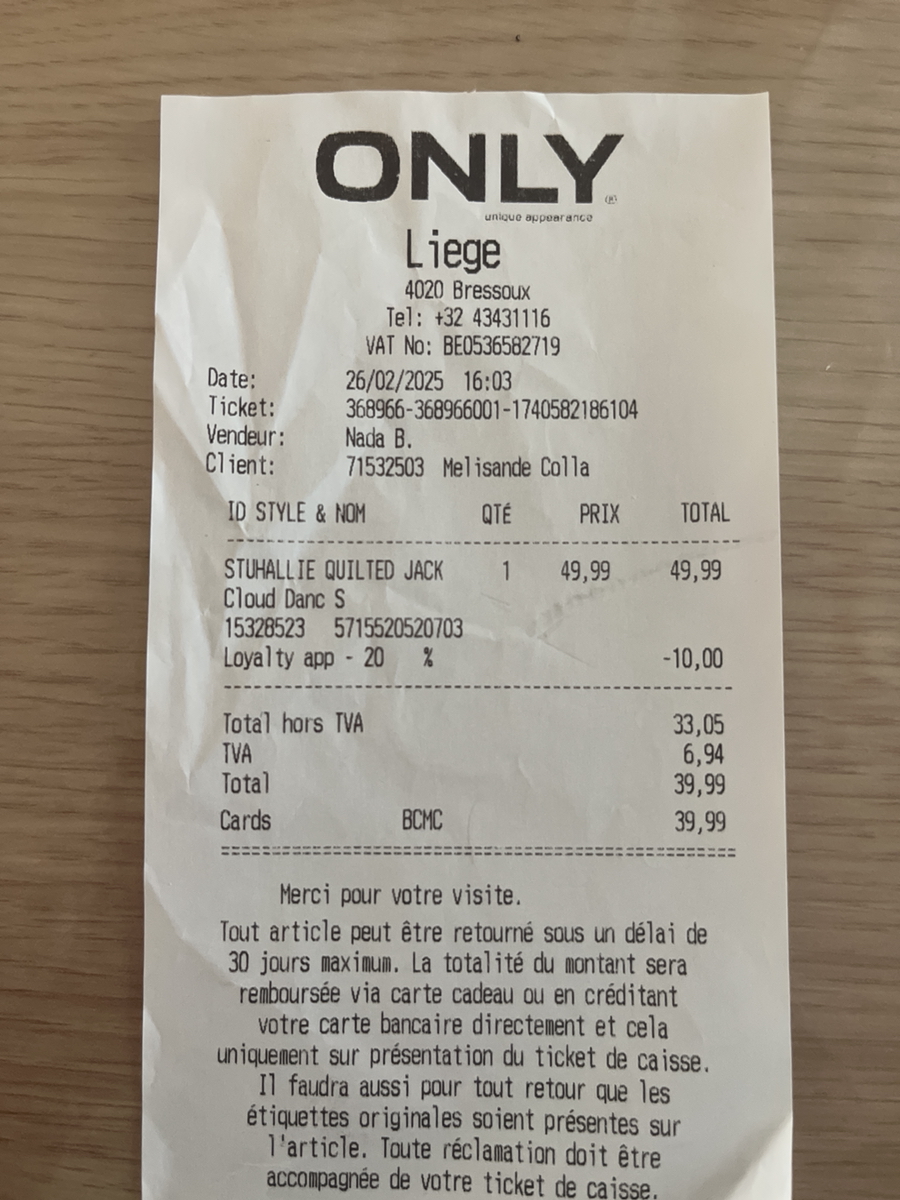 ONLY®
unique appearance
Liege
4020 Bressoux
Tel: +32 43431116
VAT No: BE0536582719
Date: 26/02/2025 16:03
Ticket: 368966-368966001-1740582186104
Vendeur: Nada B.
Client: 71532503 Melisande Colla
ID STYLE & NOM QTÉ PRIX TOTAL
STUHALLIE QUILTED JACK 1 49,99 49,99
Cloud Danc S
15328523 5715520520703
Loyalty app - 20 % -10,00
Total hors TVA 33,05
TVA 6,94
Total 39,99
Cards BCMC 39,99
Merci pour votre visite.
Tout article peut être retourné sous un délai de
30 jours maximum. La totalité du montant sera
remboursée via carte cadeau ou en créditant
votre carte bancaire directement et cela
uniquement sur présentation du ticket de caisse.
Il faudra aussi pour tout retour que les
étiquettes originales soient présentes sur
l'article. Toute réclamation doit être
accompagnée de votre ticket de caisse.